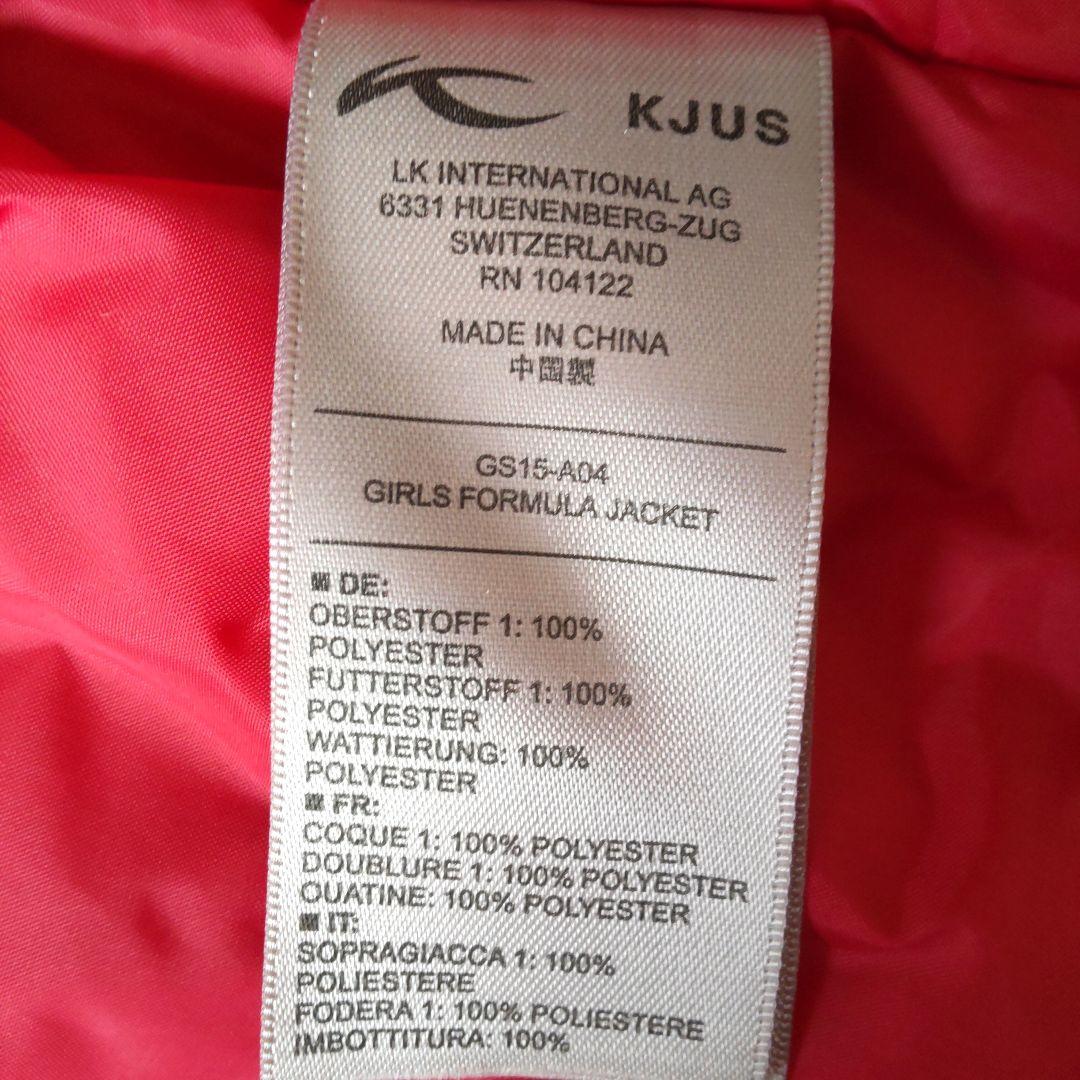 KJUS
LK INTERNATIONAL AG
6331 HUENENBERG-ZUG
SWITZERLAND
RN 104122
MADE IN CHINA
中国製
GS15-A04
GIRLS FORMULA JACKET
DE:
OBERSTOFF 1: 100%
POLYESTER
FUTTERSTOFF 1: 100%
POLYESTER
WATTIERUNG: 100%
POLYESTER
FR:
COQUE 1: 100% POLYESTER
DOUBLURE 1: 100% POLYESTER
OUATINE: 100% POLYESTER
IT:
SOPRAGIACCA 1: 100%
POLIESTERE
FODERA 1: 100% POLIESTERE
IMBOTTITURA: 100%